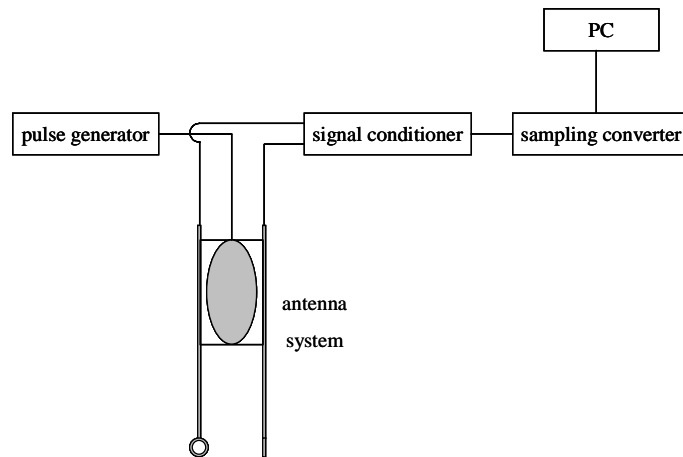 PC
pulse generator
signal conditioner
sampling converter
antenna
system